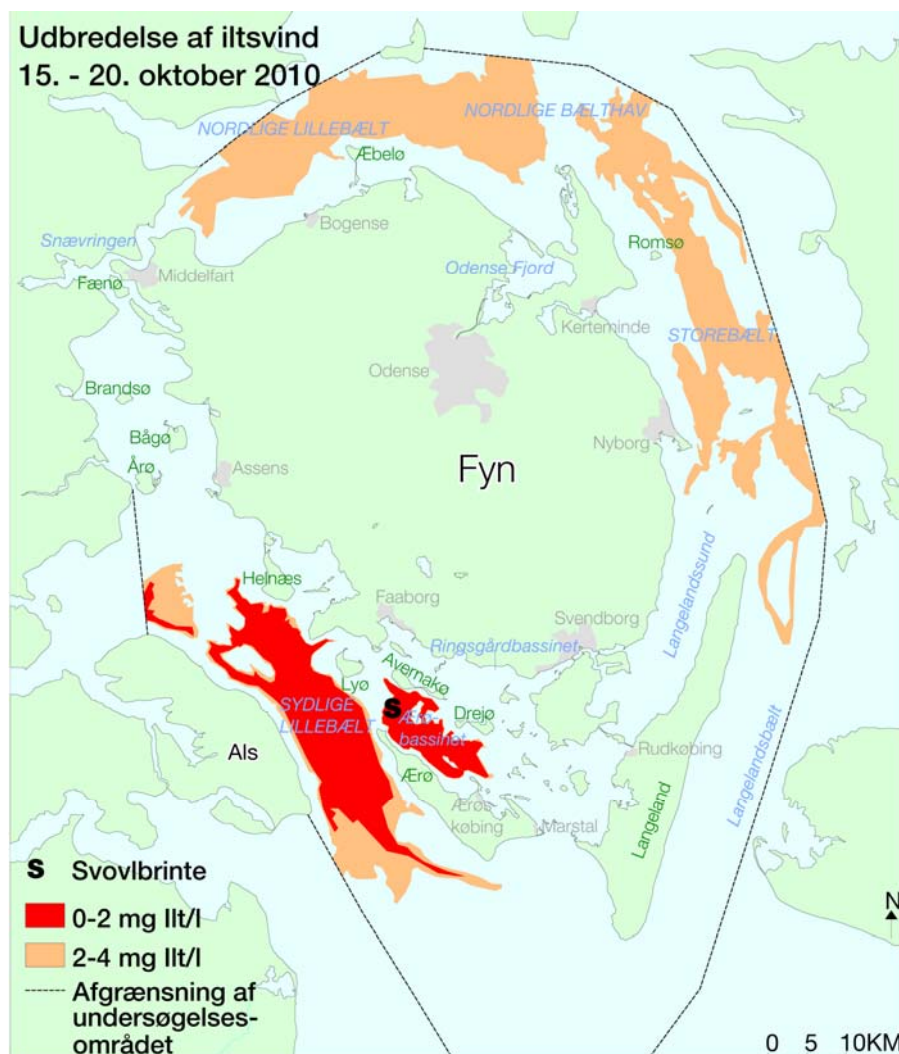 Udbredelse af iltsvind
15. - 20. oktober 2010
NORDLIGE BÆLTHAV
NORDLIGE LILLEBÆLT
Æbelø
Bogense
Snævringen
Romsø
Odense Fjord
Middelfart
Fænø
Kerteminde
STOREBÆLT
Odense
Brandsø
Bågø
Nyborg
Årø
Assens
Fyn
Langelandssund
Helnæs
Faaborg
Svendborg
Ringsgårdbassinet
Avernakø
Lyø
SYDLIGE
LILLEBÆLT
S
Drejø
Ærø-
bassinet
Als
Rudkøbing
Langelandsbælt
Ærø
Ærøs
købing
Marstal
Langeland
S Svovlbrinte
0-2 mg Ilt/l
2-4 mg Ilt/l
Afgrænsning af
undersøgelses-
området
N
0 5 10KM